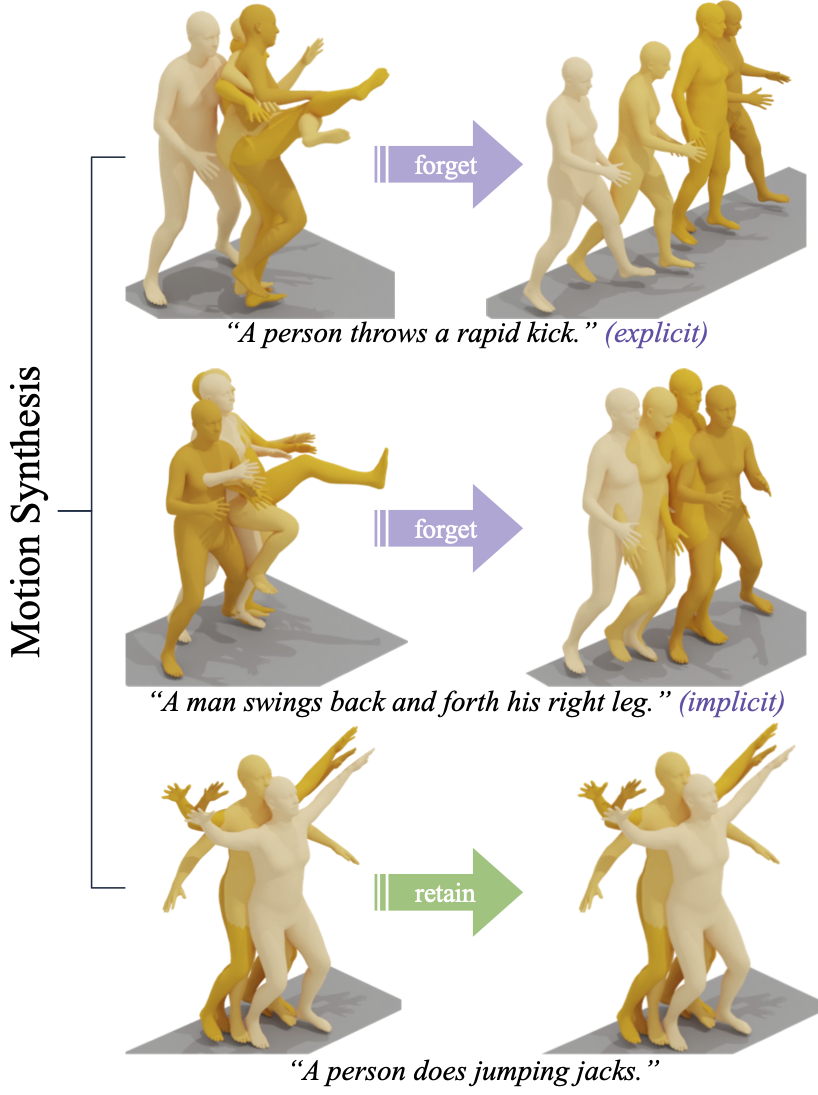 Motion Synthesis
forget
“A person throws a rapid kick.” (explicit)
forget
“A man swings back and forth his right leg.” (implicit)
retain
“A person does jumping jacks.”